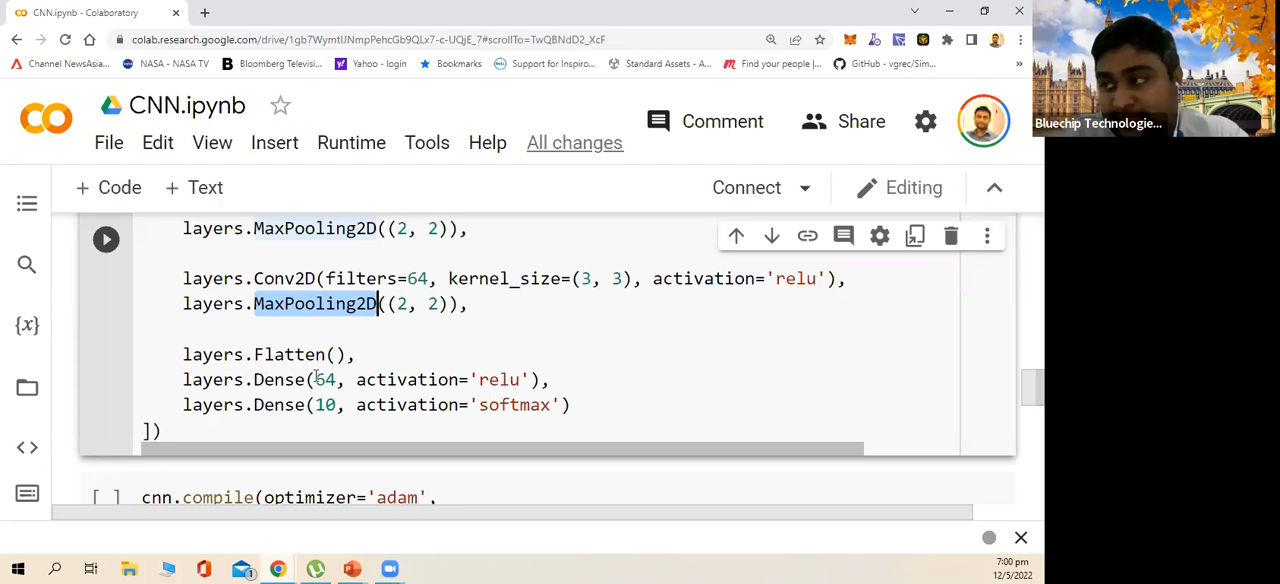 CNN.ipynb - Colaboratory
colab.research.google.com/drive/1gb7WymtlJNmpPehcGb9QLx7-c-UQjE_7#scrollTo=TwQBNdD2_XcF
Channel NewsAsia... NASA - NASA TV Bloomberg Televisi... Yahoo - login Bookmarks Support for Inspiro... Standard Assets - A... Find your people |... GitHub - vgrec/Sim... »
Bluechip Technologie...
CNN.ipynb
Comment Share
File Edit View Insert Runtime Tools Help All changes
+ Code + Text Connect Editing
layers.MaxPooling2D((2, 2)),
layers.Conv2D(filters=64, kernel_size=(3, 3), activation='relu'),
layers.MaxPooling2D((2, 2)),
layers.Flatten(),
layers.Dense(64, activation='relu'),
layers.Dense(10, activation='softmax')
])
[ ] cnn.compile(optimizer='adam',
7:00 pm
12/5/2022